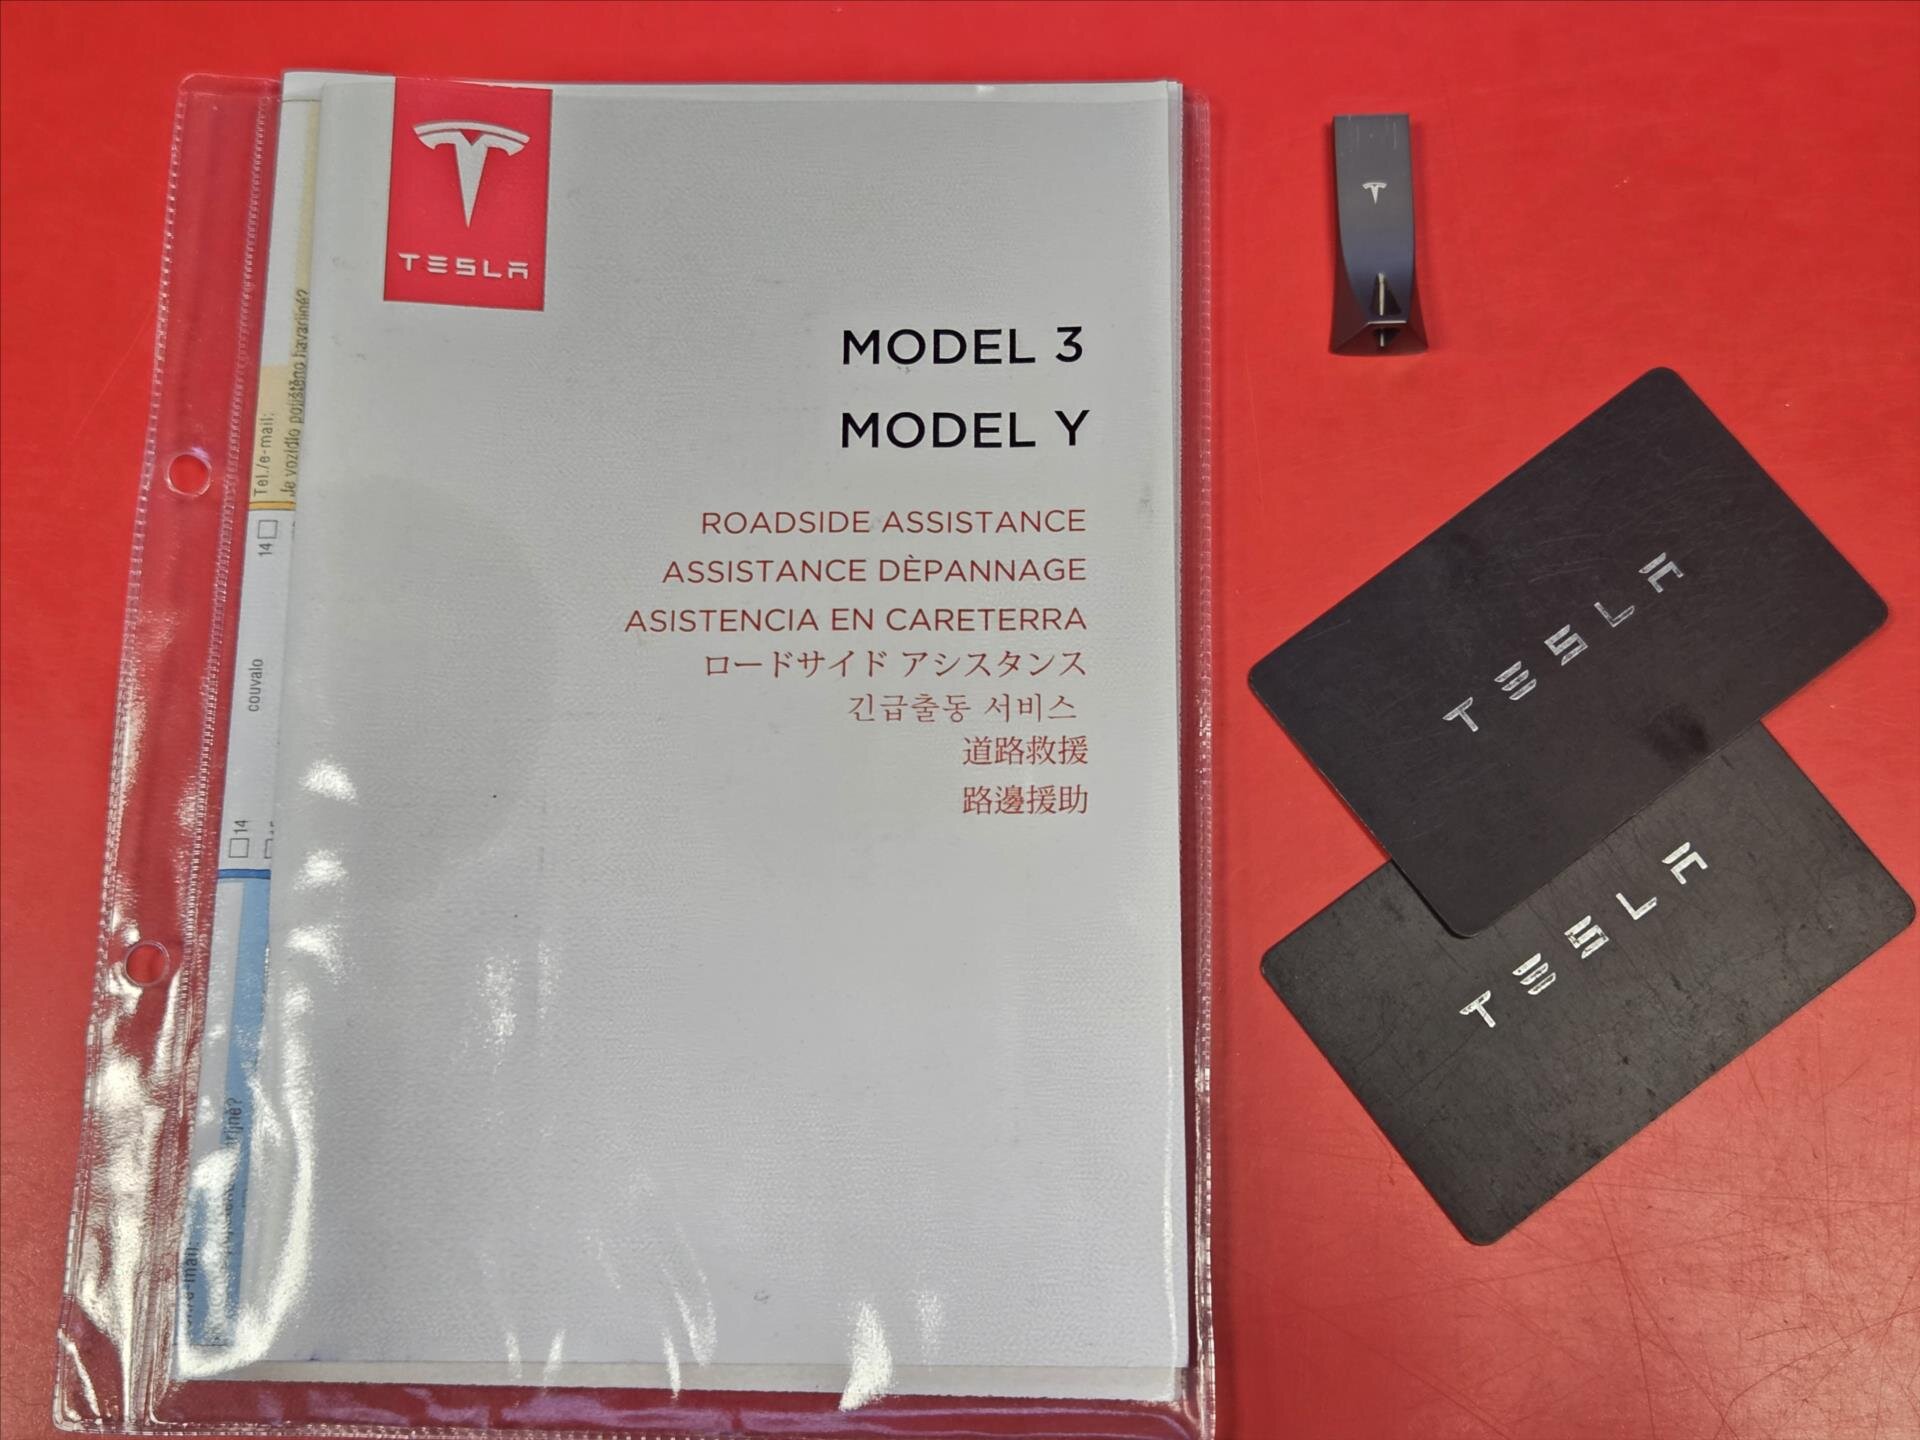 TESLA
MODEL 3
MODEL Y
ROADSIDE ASSISTANCE
ASSISTANCE DÈPANNAGE
ASISTENCIA EN CARETERRA
ロードサイド アシスタンス
긴급출동 서비스
道路救援
路邊援助
Tel./e-mail:
Je vozidlo pojištěno havarijně?
14
couvalo
14
TESLA
TESLA